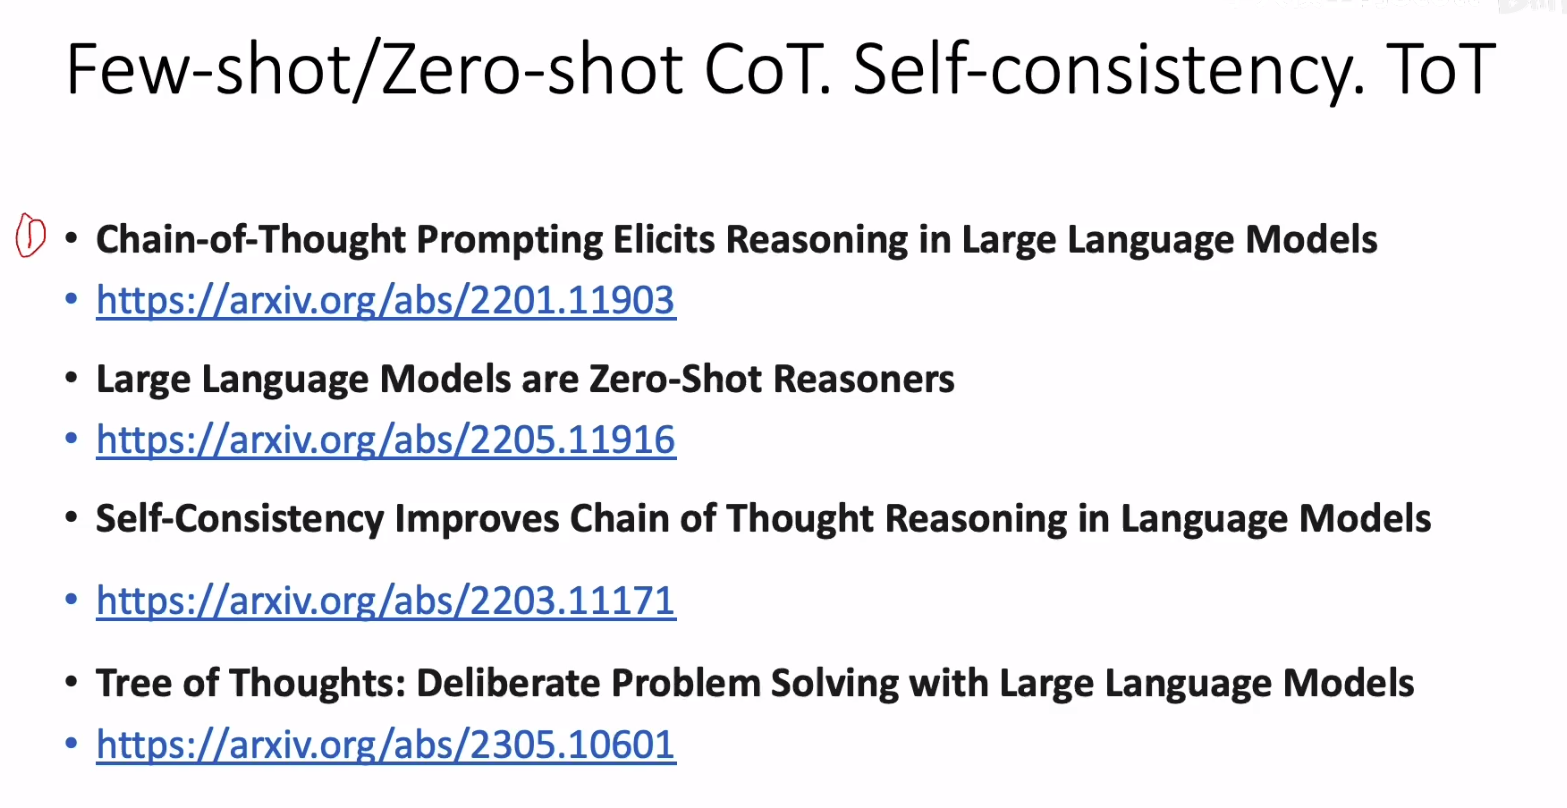 Few-shot/Zero-shot CoT. Self-consistency. ToT
• Chain-of-Thought Prompting Elicits Reasoning in Large Language Models
• https://arxiv.org/abs/2201.11903
• Large Language Models are Zero-Shot Reasoners
• https://arxiv.org/abs/2205.11916
• Self-Consistency Improves Chain of Thought Reasoning in Language Models
• https://arxiv.org/abs/2203.11171
• Tree of Thoughts: Deliberate Problem Solving with Large Language Models
• https://arxiv.org/abs/2305.10601